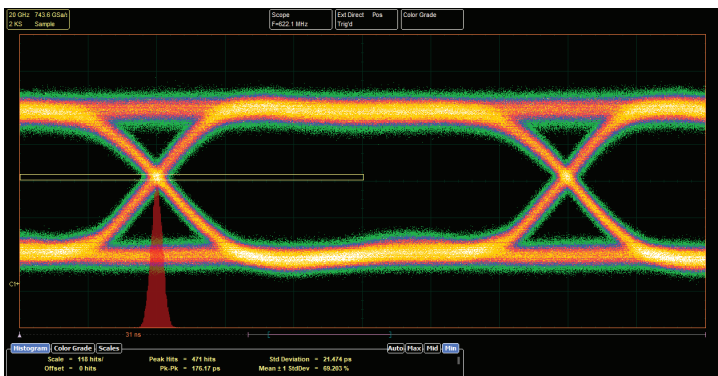 20 GHz 743.6 GSa/s
2 KS Sample
Scope
F=622.1 MHz
Ext Direct Pos
Trig'd
Color Grade
C1
31 ns
Histogram Color Grade Scales
Auto Max Mid Min
Scale = 118 hits/ Peak Hits = 471 hits Std Deviation = 21.474 ps
Offset = 0 hits Pk-Pk = 176.17 ps Mean ± 1 StdDev = 69.203 %